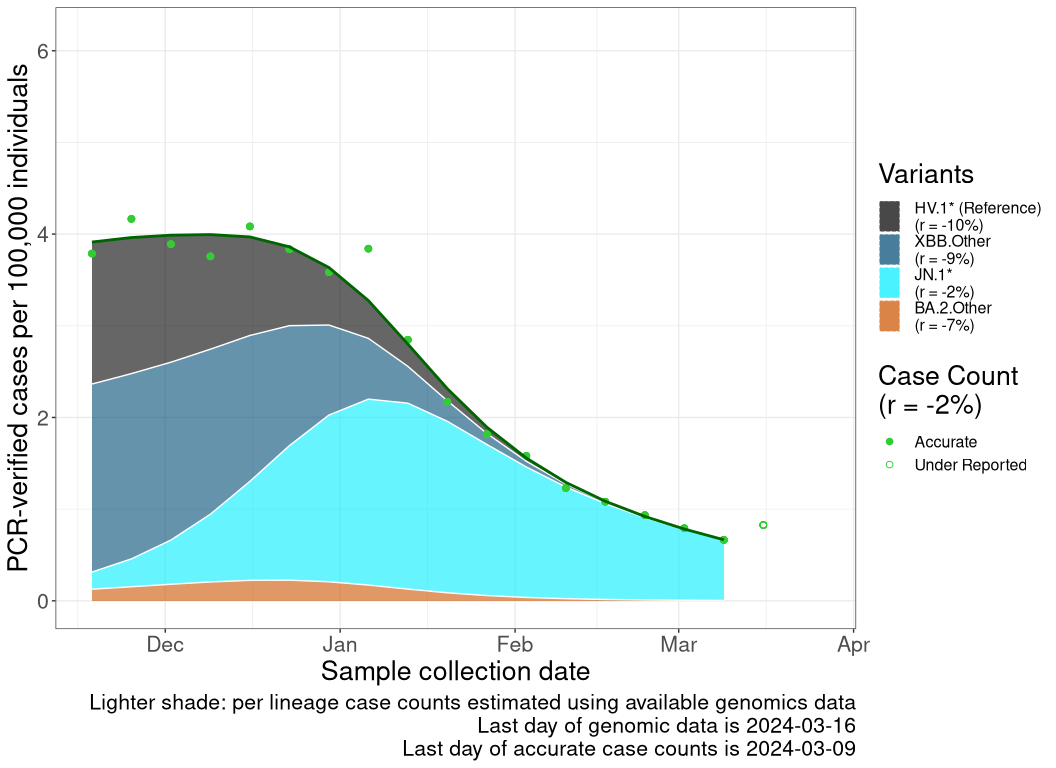 PCR-verified cases per 100,000 individuals
6
4
2
0
Dec
Jan
Feb
Mar
Apr
Sample collection date
Variants
HV.1* (Reference)
(r = -10%)
XBB.Other
(r = -9%)
JN.1*
(r = -2%)
BA.2.Other
(r = -7%)
Case Count
(r = -2%)
Accurate
Under Reported
Lighter shade: per lineage case counts estimated using available genomics data
Last day of genomic data is 2024-03-16
Last day of accurate case counts is 2024-03-09